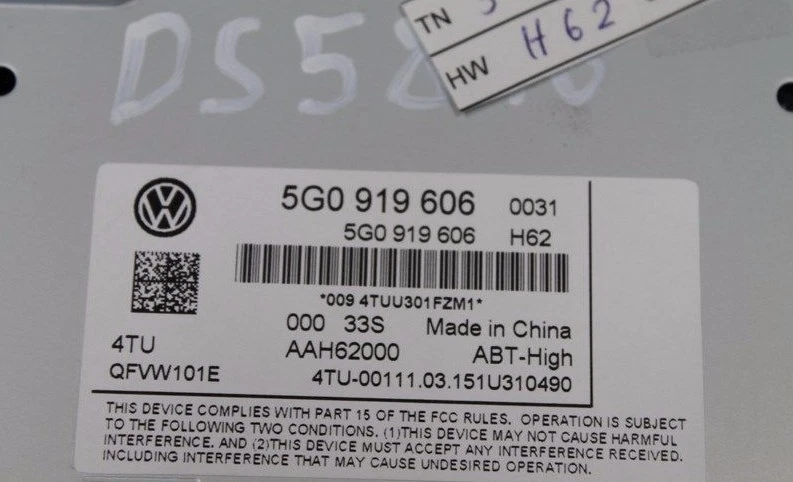 TN
HW H62
DS58
5G0 919 606 0031
5G0 919 606 H62
*009 4TUU301FZM1*
000 33S Made in China
4TU AAH62000 ABT-High
QFVW101E 4TU-00111.03.151U310490
THIS DEVICE COMPLIES WITH PART 15 OF THE FCC RULES. OPERATION IS SUBJECT
TO THE FOLLOWING TWO CONDITIONS. (1)THIS DEVICE MAY NOT CAUSE HARMFUL
INTERFERENCE. AND (2)THIS DEVICE MUST ACCEPT ANY INTERFERENCE RECEIVED.
INCLUDING INTERFERENCE THAT MAY CAUSE UNDESIRED OPERATION.